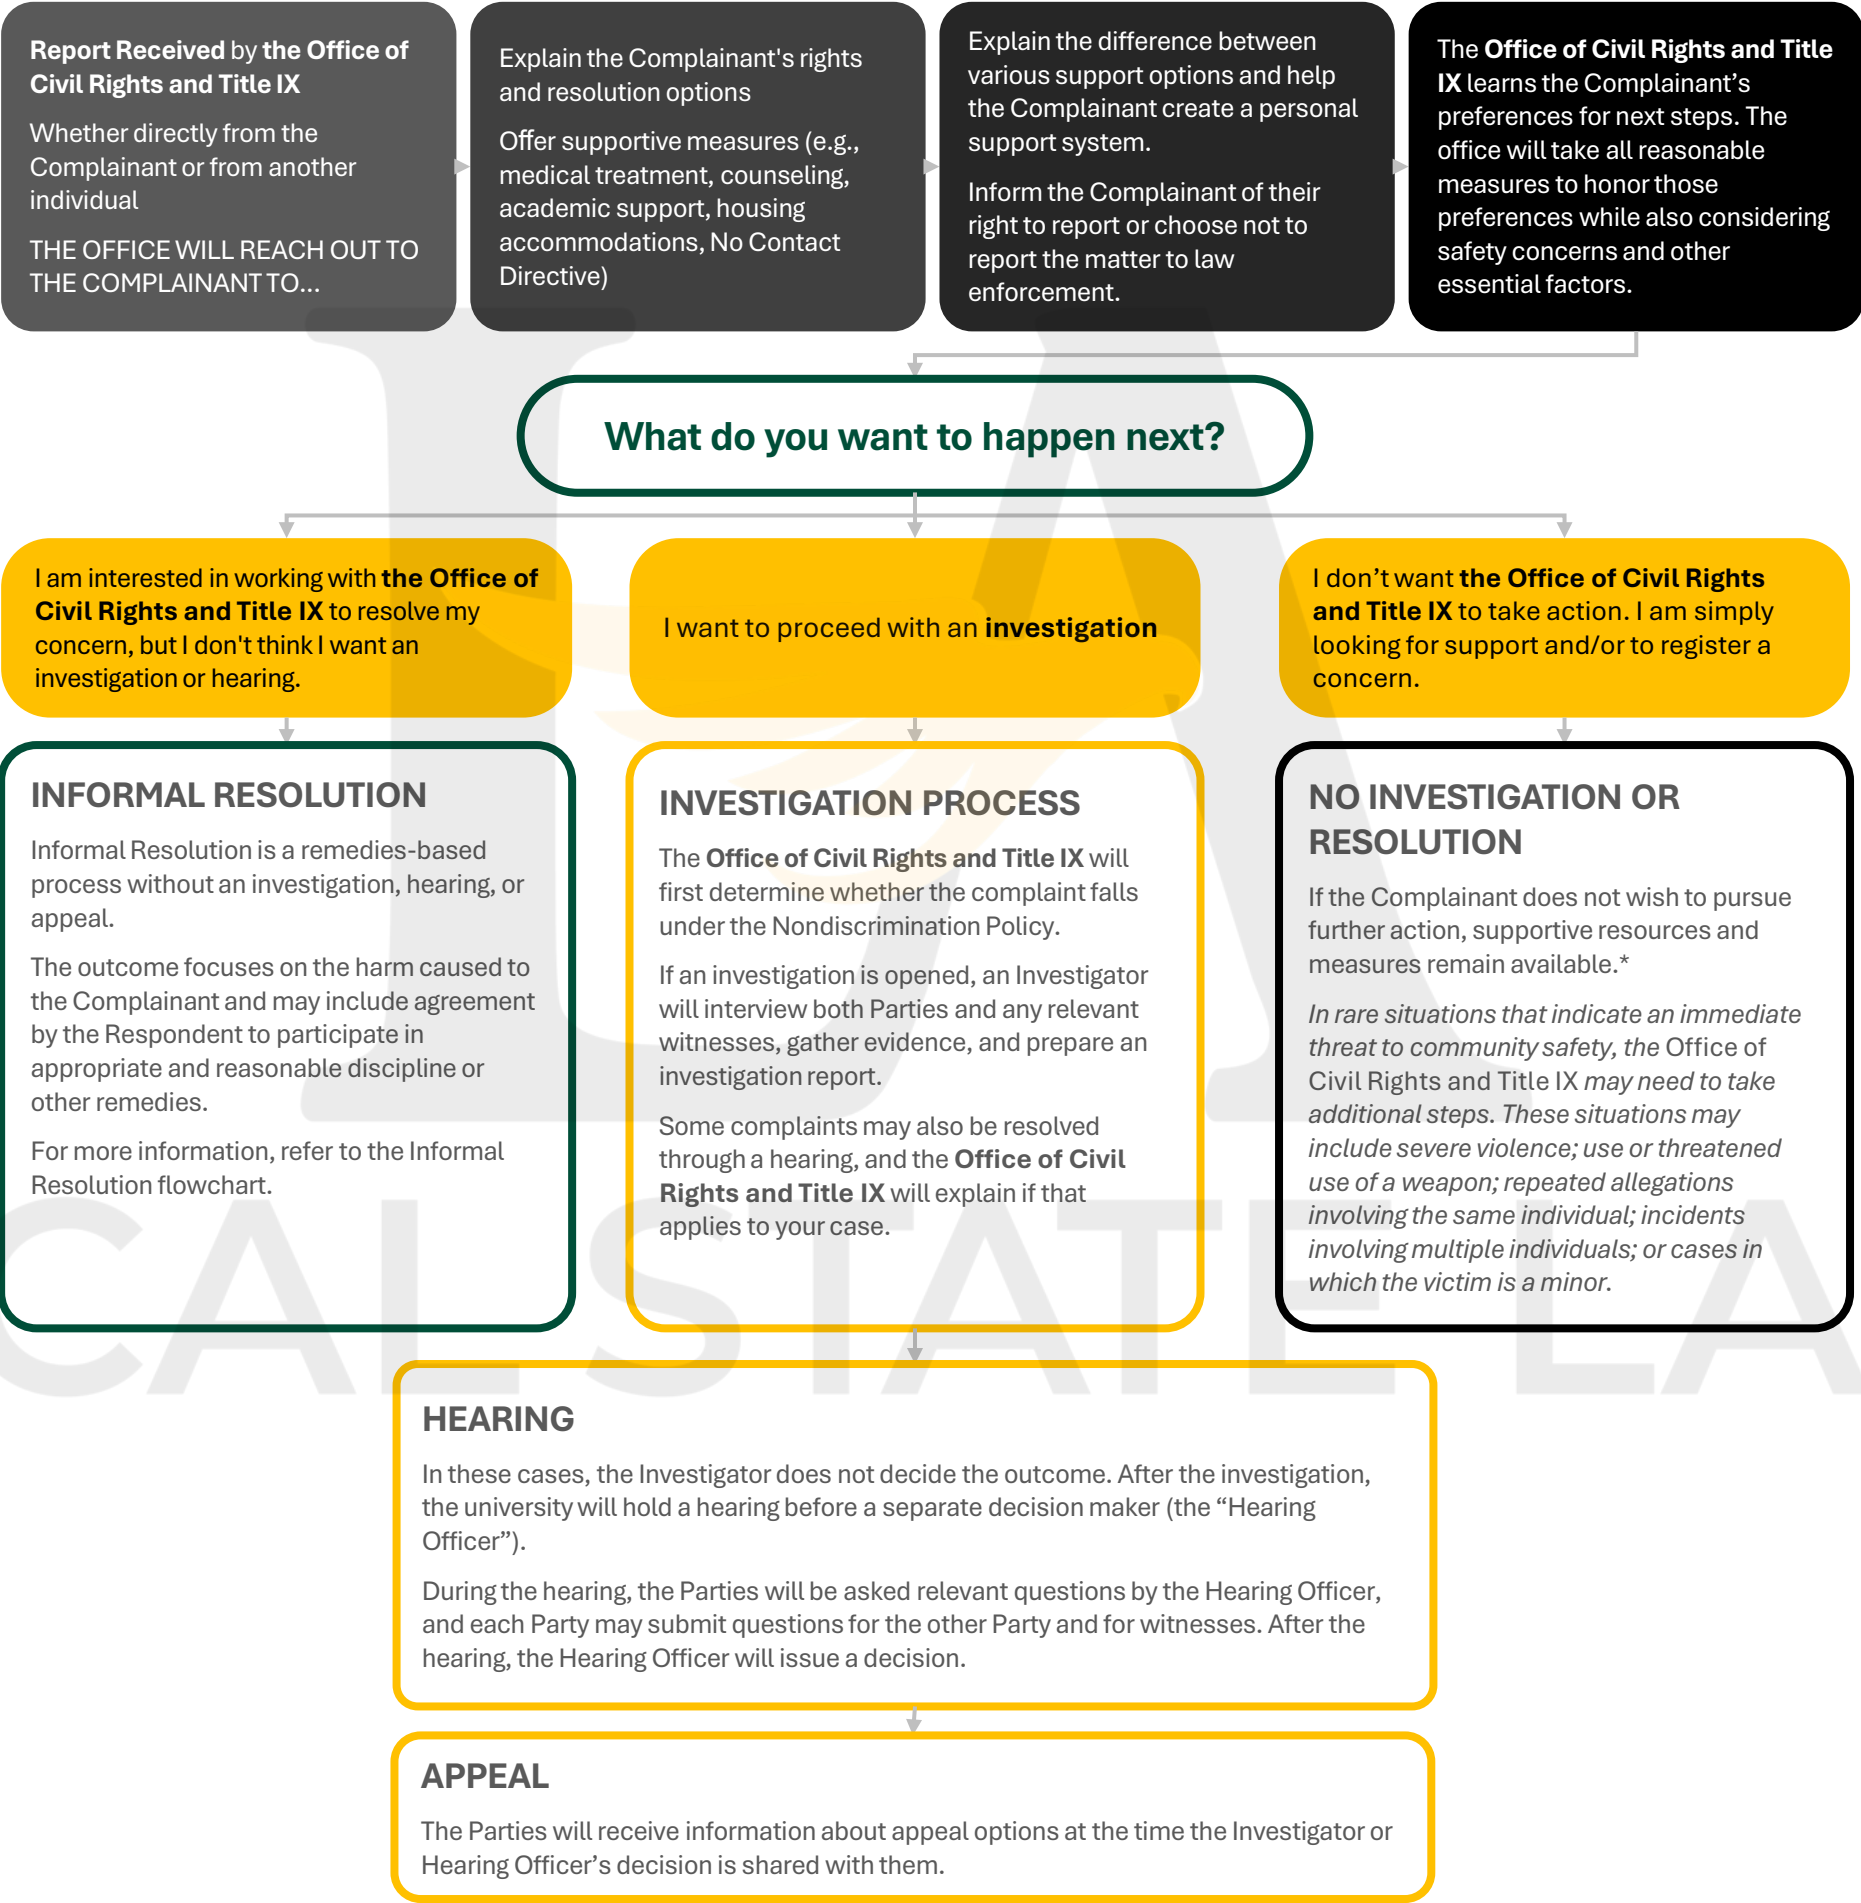 Report Received by the Office of
Civil Rights and Title IX
Whether directly from the
Complainant or from another
individual
THE OFFICE WILL REACH OUT TO
THE COMPLAINANT TO...
Explain the Complainant's rights
and resolution options
Offer supportive measures (e.g.,
medical treatment, counseling,
academic support, housing
accommodations, No Contact
Directive)
Explain the difference between
various support options and help
the Complainant create a personal
support system.
Inform the Complainant of their
right to report or choose not to
report the matter to law
enforcement.
The Office of Civil Rights and Title
IX learns the Complainant’s
preferences for next steps. The
office will take all reasonable
measures to honor those
preferences while also considering
safety concerns and other
essential factors.
What do you want to happen next?
I am interested in working with the Office of
Civil Rights and Title IX to resolve my
concern, but I don't think I want an
investigation or hearing.
I want to proceed with an investigation
I don’t want the Office of Civil Rights
and Title IX to take action. I am simply
looking for support and/or to register a
concern.
INFORMAL RESOLUTION
Informal Resolution is a remedies-based
process without an investigation, hearing, or
appeal.
The outcome focuses on the harm caused to
the Complainant and may include agreement
by the Respondent to participate in
appropriate and reasonable discipline or
other remedies.
For more information, refer to the Informal
Resolution flowchart.
INVESTIGATION PROCESS
The Office of Civil Rights and Title IX will
first determine whether the complaint falls
under the Nondiscrimination Policy.
If an investigation is opened, an Investigator
will interview both Parties and any relevant
witnesses, gather evidence, and prepare an
investigation report.
Some complaints may also be resolved
through a hearing, and the Office of Civil
Rights and Title IX will explain if that
applies to your case.
NO INVESTIGATION OR
RESOLUTION
If the Complainant does not wish to pursue
further action, supportive resources and
measures remain available.*
In rare situations that indicate an immediate
threat to community safety, the Office of
Civil Rights and Title IX may need to take
additional steps. These situations may
include severe violence; use or threatened
use of a weapon; repeated allegations
involving the same individual; incidents
involving multiple individuals; or cases in
which the victim is a minor.
HEARING
In these cases, the Investigator does not decide the outcome. After the investigation,
the university will hold a hearing before a separate decision maker (the “Hearing
Officer”).
During the hearing, the Parties will be asked relevant questions by the Hearing Officer,
and each Party may submit questions for the other Party and for witnesses. After the
hearing, the Hearing Officer will issue a decision.
APPEAL
The Parties will receive information about appeal options at the time the Investigator or
Hearing Officer’s decision is shared with them.
LA
CAL STATE LA